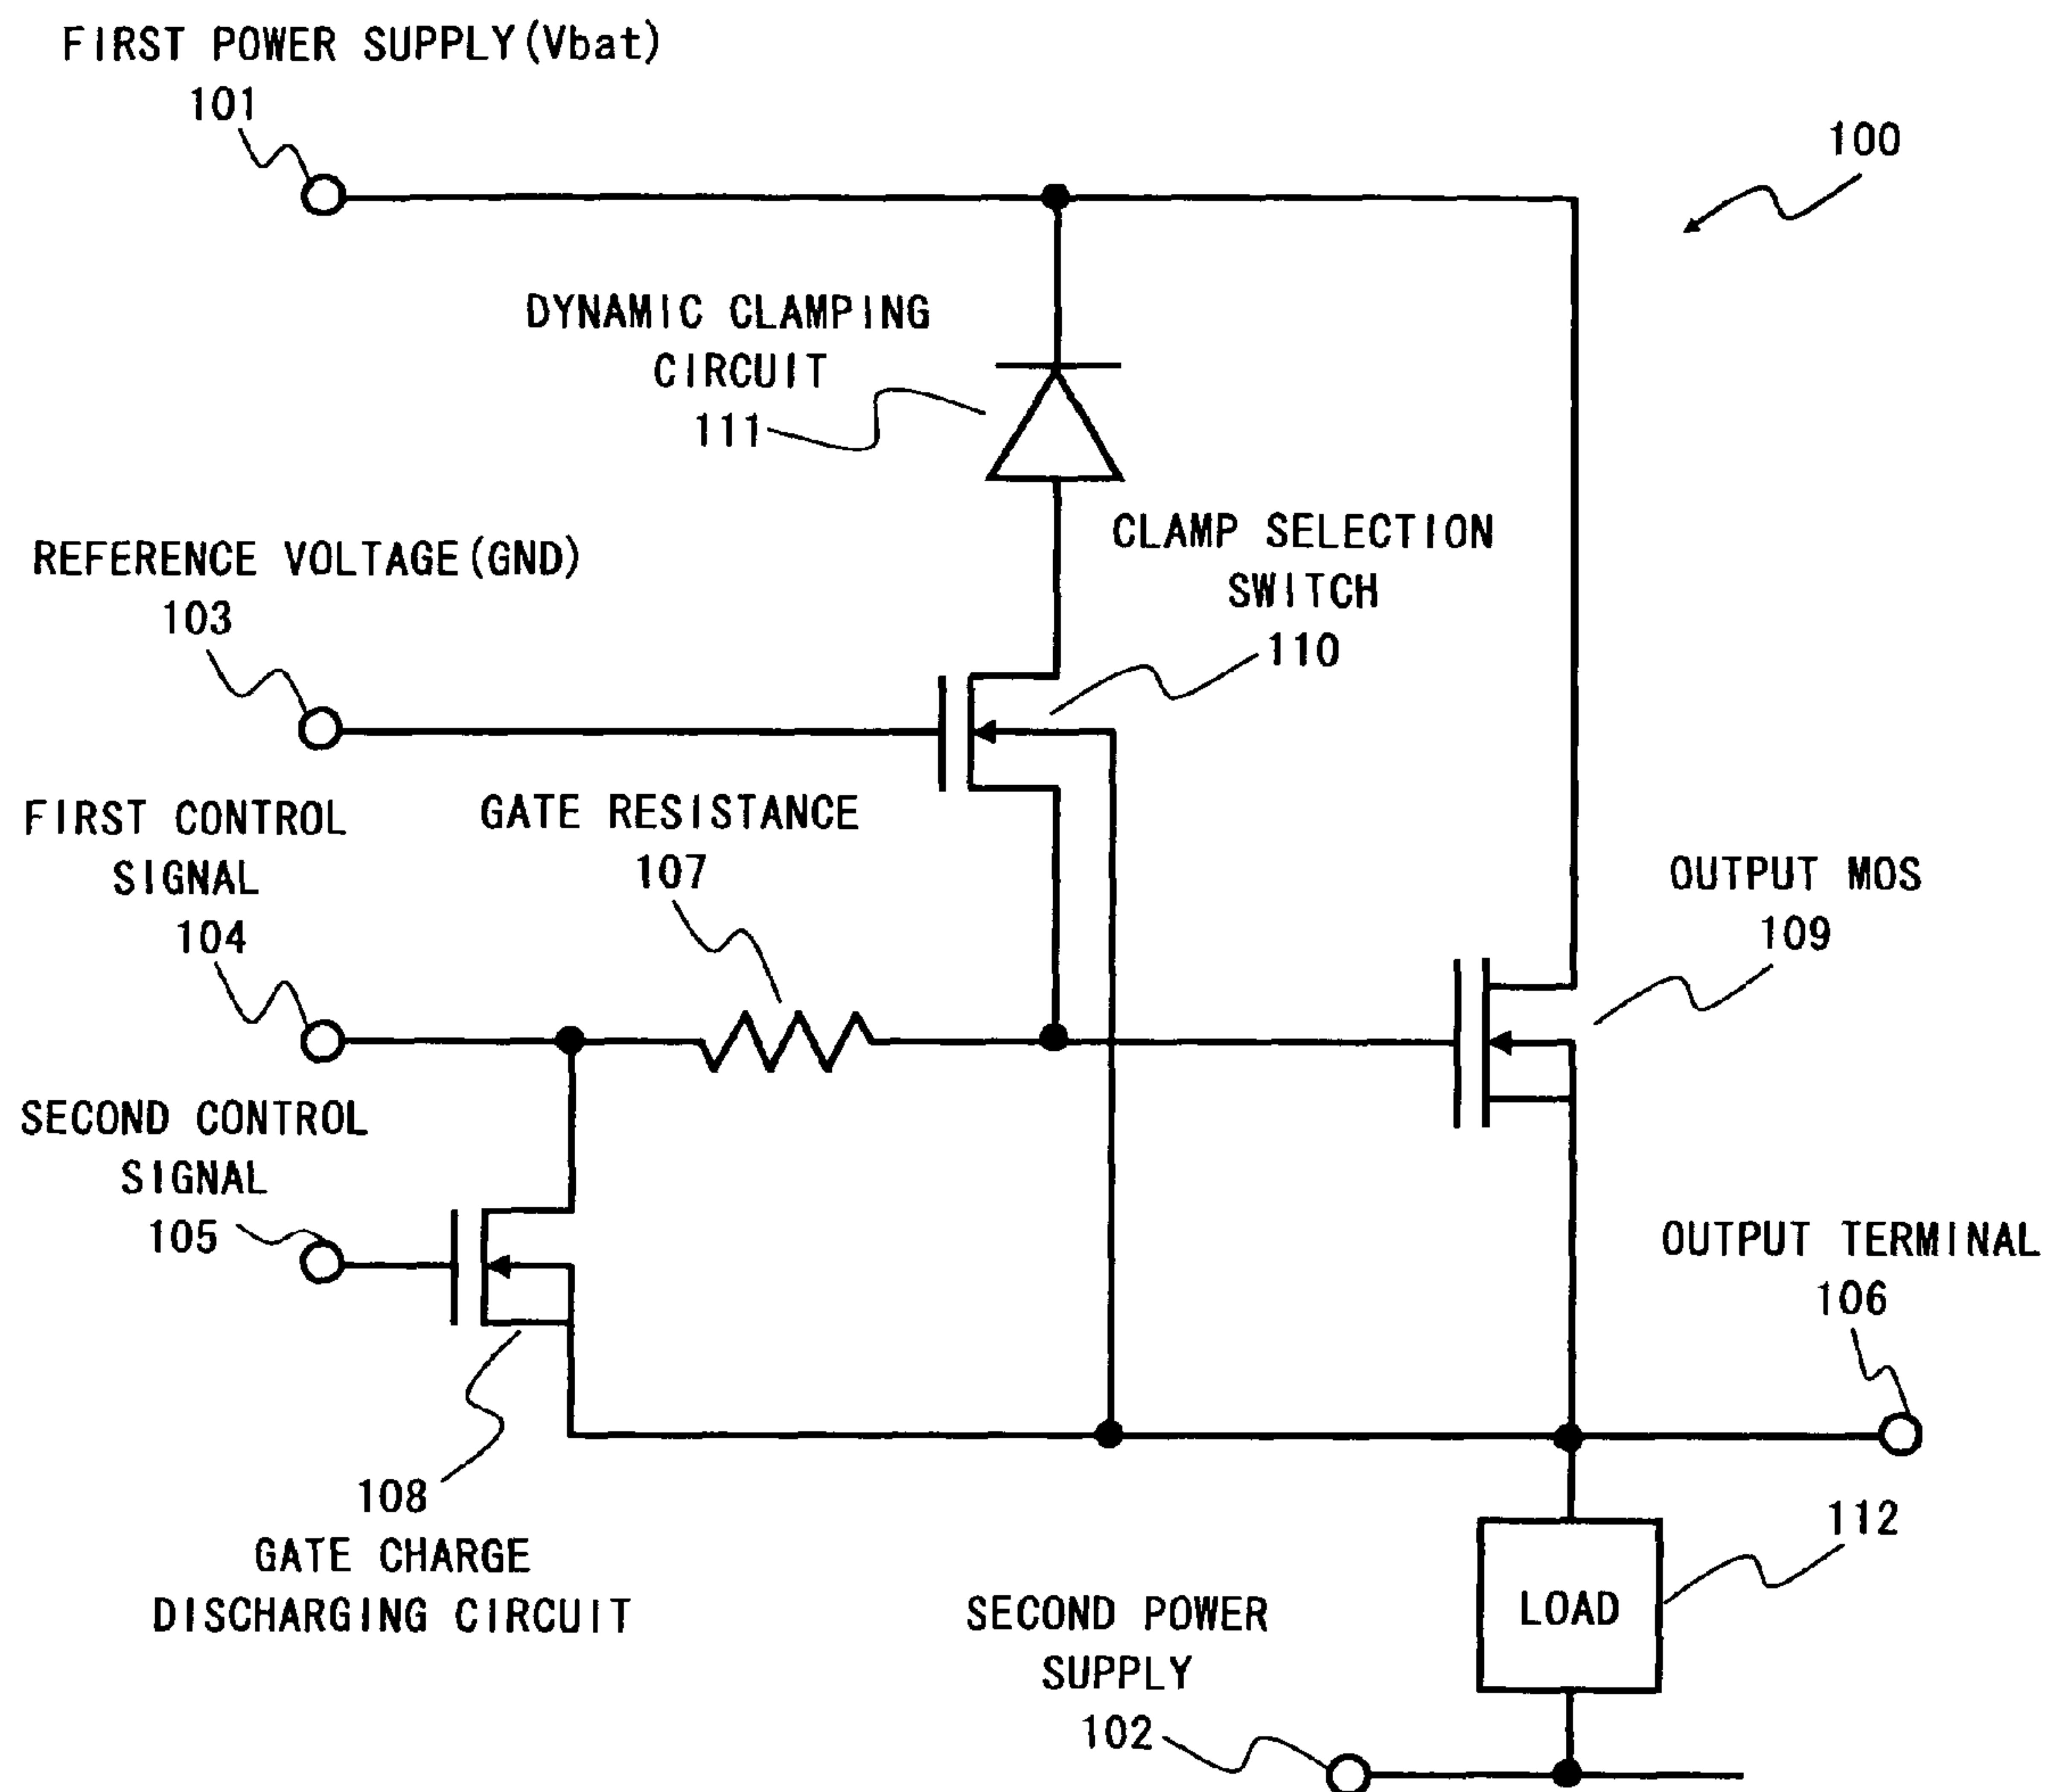 FIRST POWER SUPPLY(Vbat)
101
100
DYNAMIC CLAMPING
CIRCUIT
111
CLAMP SELECTION
SWITCH
110
REFERENCE VOLTAGE(GND)
103
FIRST CONTROL
SIGNAL
104
GATE RESISTANCE
107
OUTPUT MOS
109
SECOND CONTROL
SIGNAL
105
OUTPUT TERMINAL
106
108
GATE CHARGE
DISCHARGING CIRCUIT
112
LOAD
SECOND POWER
SUPPLY
102